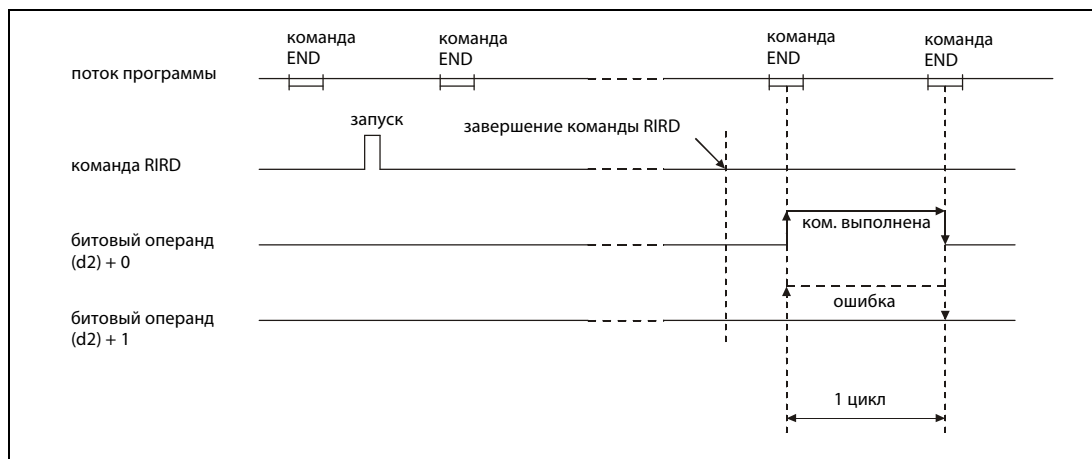 команда
END
команда
END
команда
END
команда
END
поток программы
запуск
завершение команды RIRD
команда RIRD
ком. выполнена
битовый операнд
(d2) + 0
ошибка
битовый операнд
(d2) + 1
1 цикл